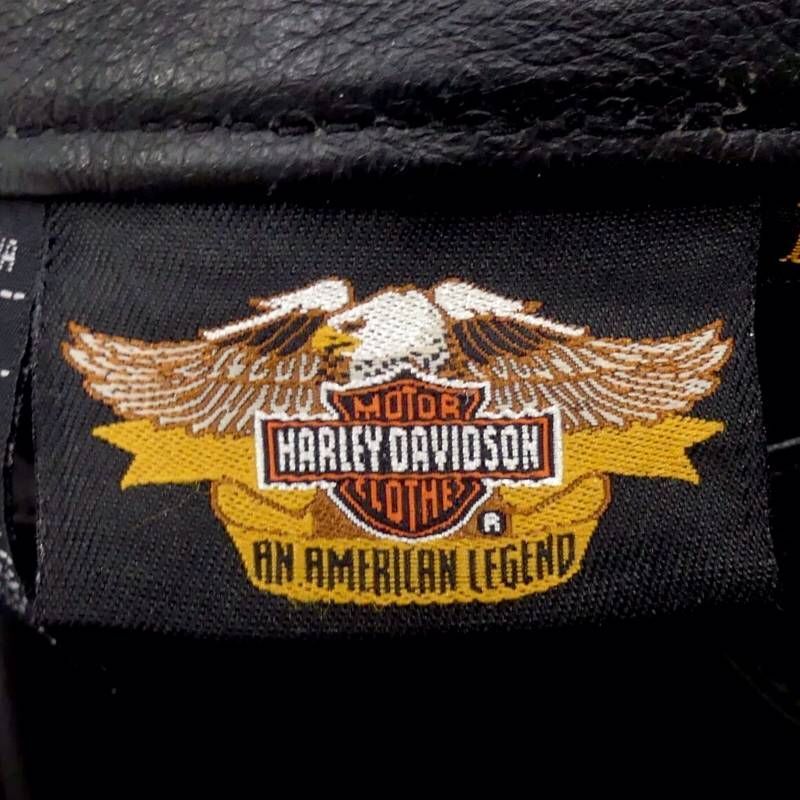 MOTOR
HARLEY-DAVIDSON
CLOTHES
®
AN AMERICAN LEGEND